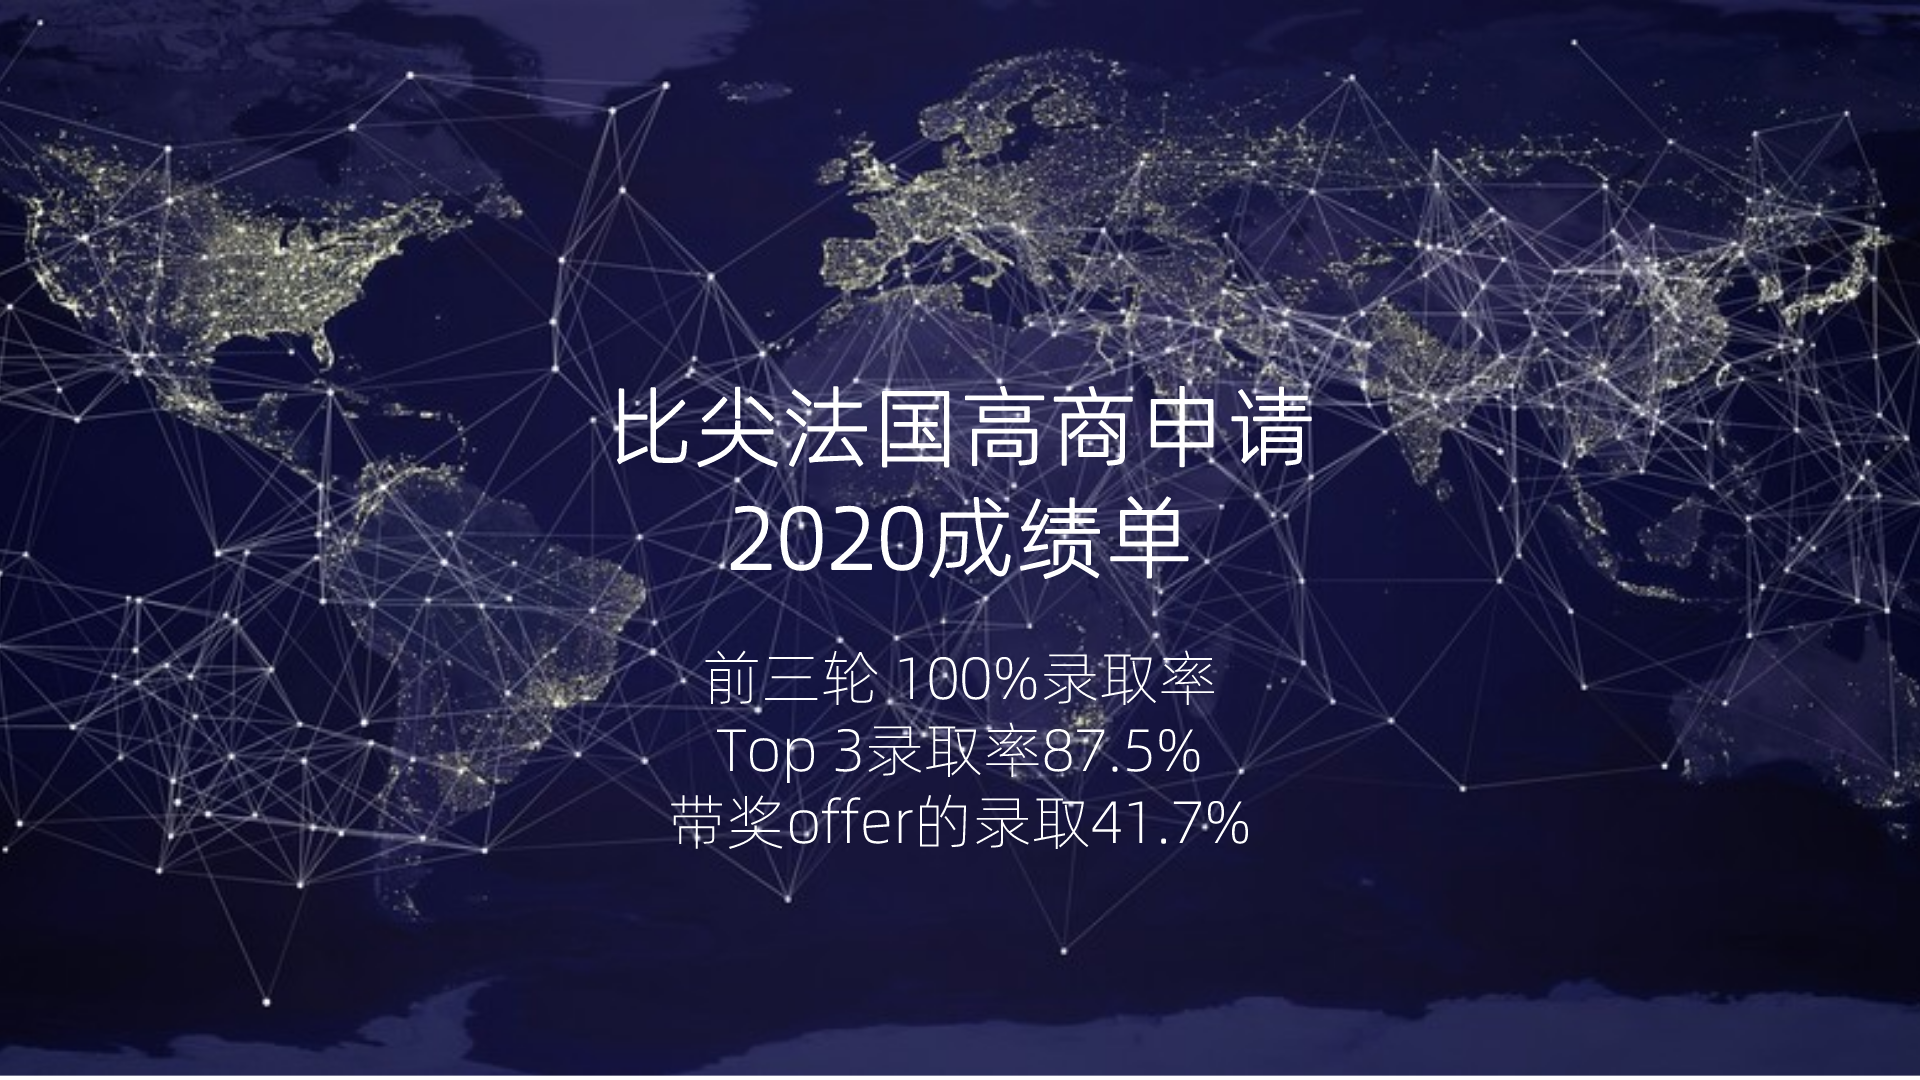 比尖法国高商申请
2020成绩单
前三轮 100%录取率
Top 3录取率87.5%
带奖offer的录取41.7%